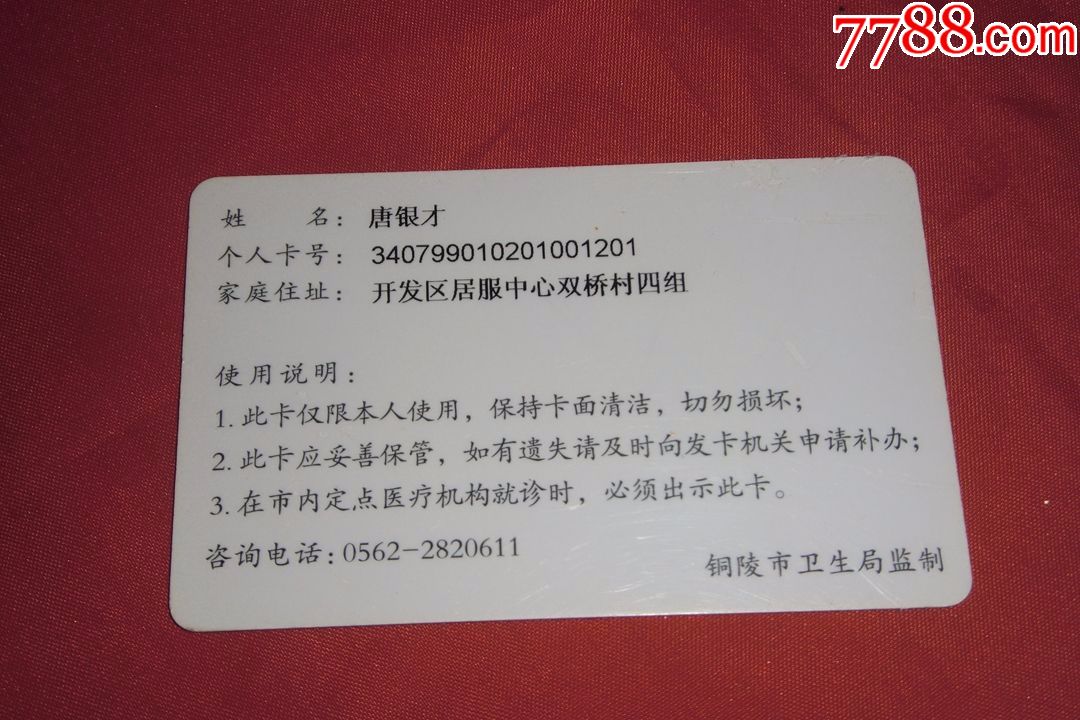 7788.com
姓 名：唐银才
个人卡号：340799010201001201
家庭住址：开发区居服中心双桥村四组
使用说明：
1. 此卡仅限本人使用，保持卡面清洁，切勿损坏；
2. 此卡应妥善保管，如有遗失请及时向发卡机关申请补办；
3. 在市内定点医疗机构就诊时，必须出示此卡。
咨询电话：0562-2820611
铜陵市卫生局监制